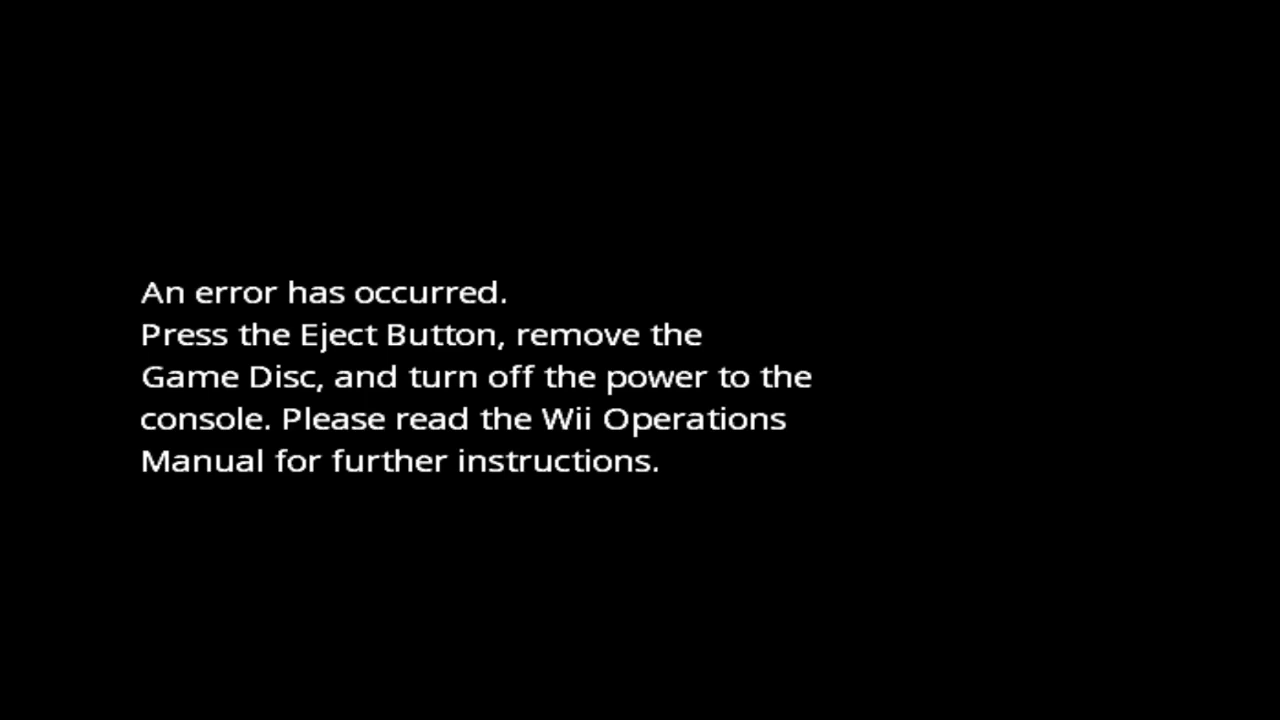 An error has occurred.
Press the Eject Button, remove the
Game Disc, and turn off the power to the
console. Please read the Wii Operations
Manual for further instructions.